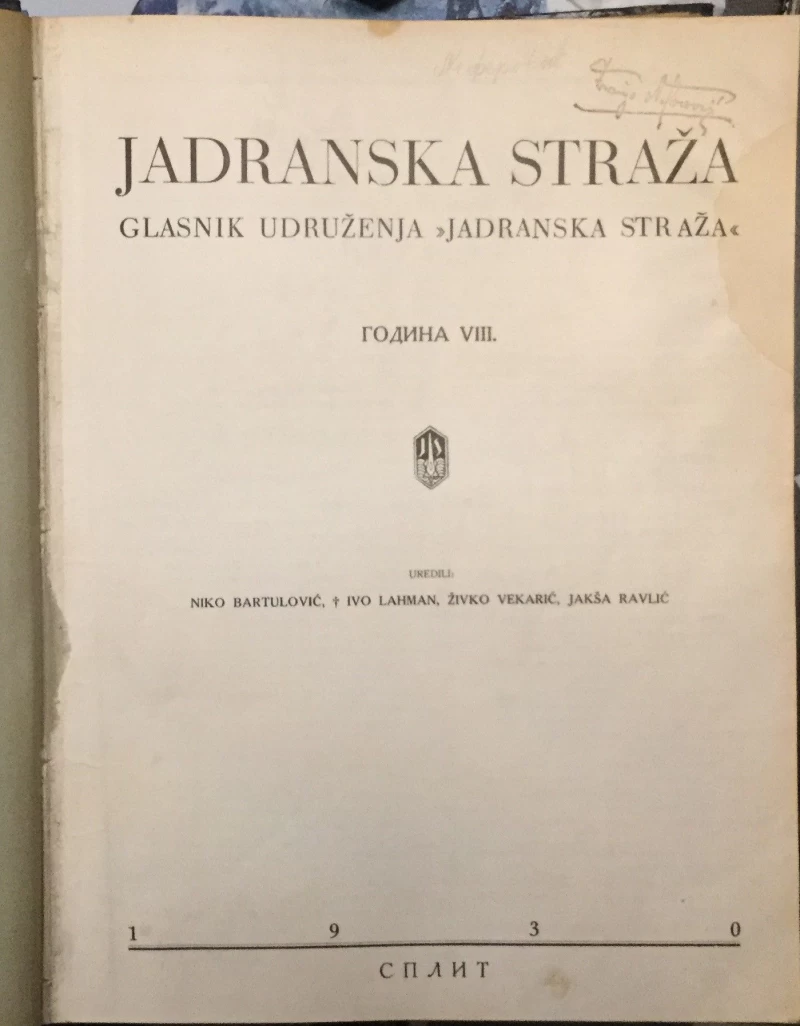 JADRANSKA STRAŽA
GLASNIK UDRUŽENJA »JADRANSKA STRAŽA«
ГОДИНА VIII.
JS
UREDILI:
NIKO BARTULOVIĆ, † IVO LAHMAN, ŽIVKO VEKARIĆ, JAKŠA RAVLIĆ
1 9 3 0
СПЛИТ